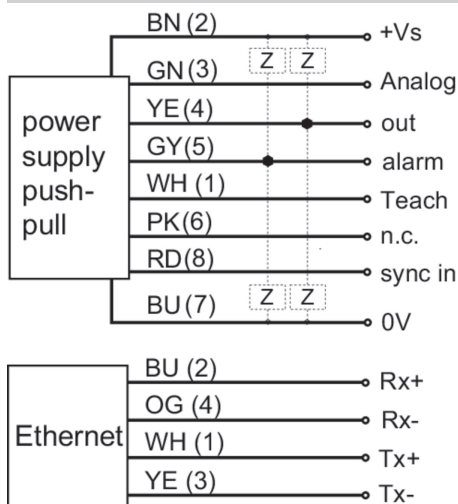 BN (2) +Vs
Z Z
GN (3) Analog
YE (4) out
GY (5) alarm
WH (1) Teach
PK (6) n.c.
RD (8) sync in
Z Z
BU (7) 0V
power
supply
push-
pull
BU (2) Rx+
OG (4) Rx-
WH (1) Tx+
YE (3) Tx-
Ethernet